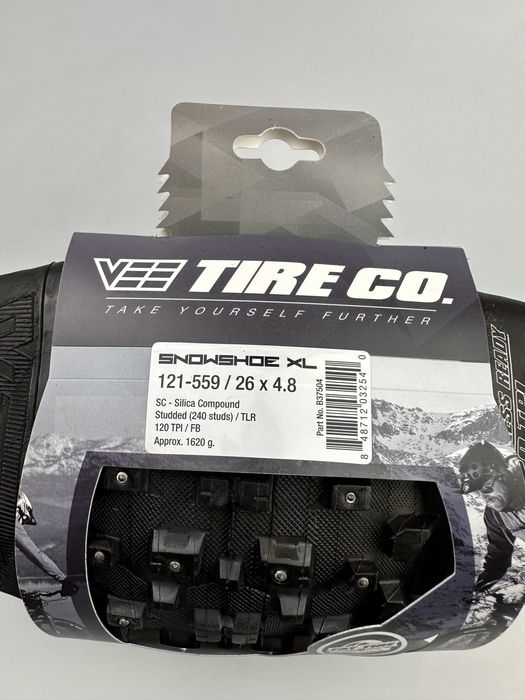 VEE TIRE CO.
TAKE YOURSELF FURTHER
SNOWSHOE XL
121-559 / 26 x 4.8
SC - Silica Compound
Studded (240 studs) / TLR
120 TPI / FB
Approx. 1620 g.
Part No. B37504
8 48712 03254 0
READY